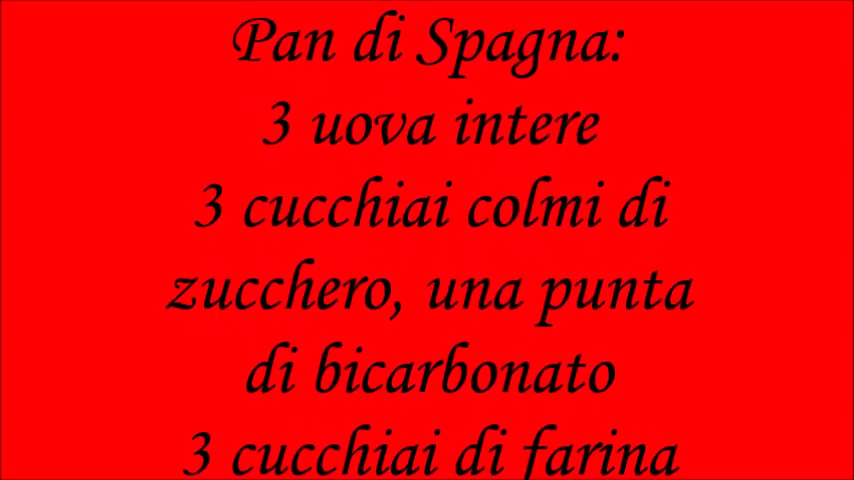 Pan di Spagna:
3 uova intere
3 cucchiai colmi di
zucchero, una punta
di bicarbonato
3 cucchiai di farina